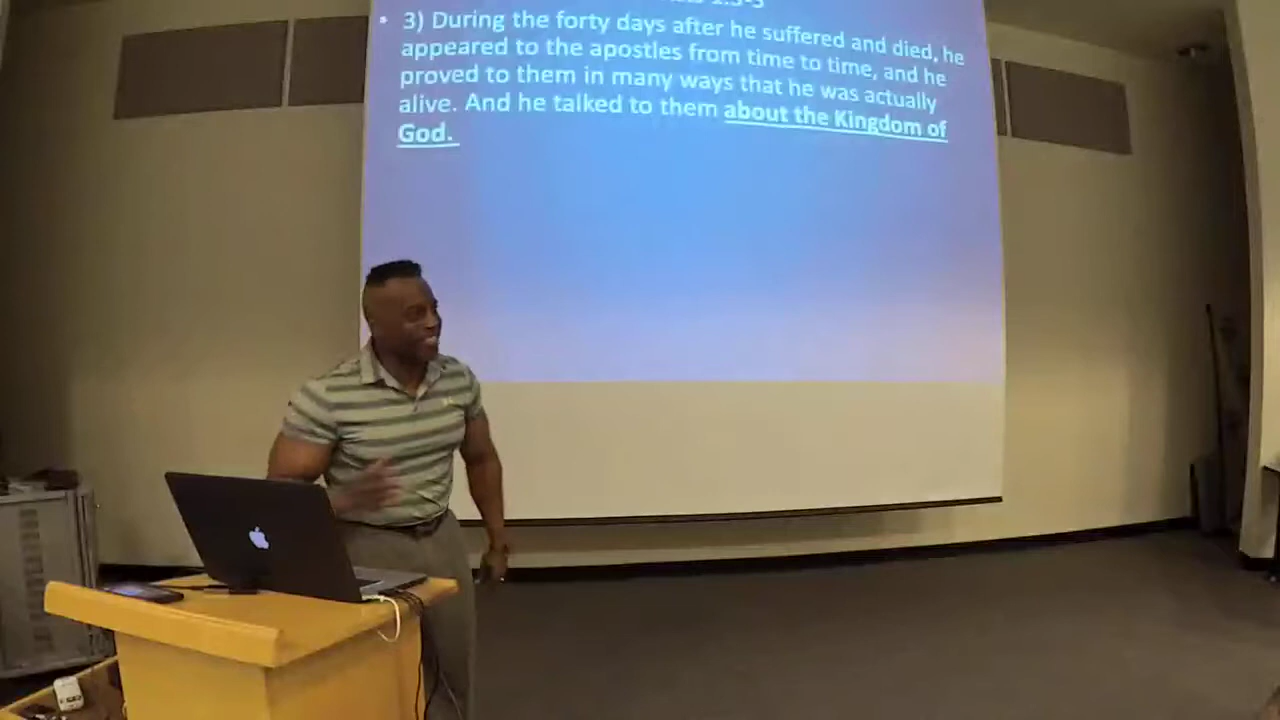 • 3) During the forty days after he suffered and died, he
appeared to the apostles from time to time, and he
proved to them in many ways that he was actually
alive. And he talked to them about the Kingdom of
God.